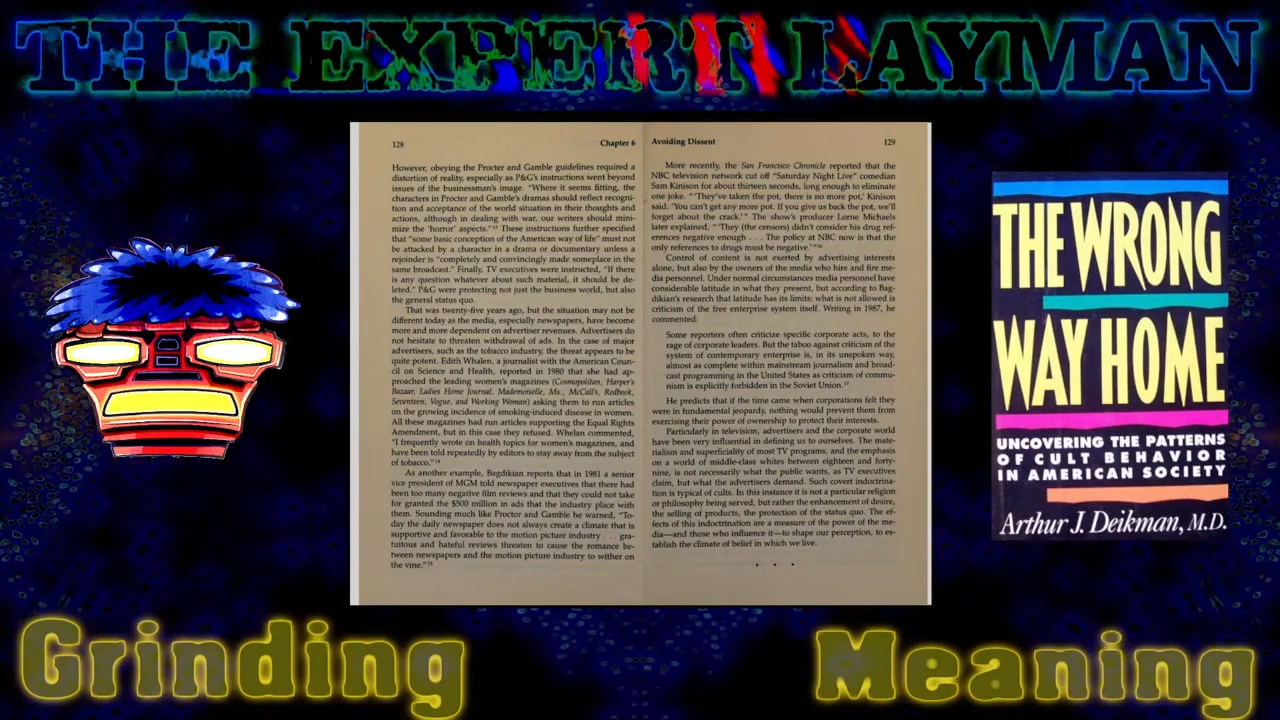 THE EXPERT LAYMAN
128 Chapter 6
However, obeying the Procter and Gamble guidelines required a
distortion of reality, especially as P&G's instructions went beyond
issues of the businessman's image. "Where it seems fitting, the
characters in Procter and Gamble's dramas should reflect recogni-
tion and acceptance of the world situation in their thoughts and
actions, although in dealing with war, our writers should mini-
mize the 'horror' aspects."13 These instructions further specified
that "some basic conception of the American way of life" must not
be attacked by a character in a drama or documentary unless a
rejoinder is "completely and convincingly made someplace in the
same broadcast." Finally, TV executives were instructed, "If there
is any question whatever about such material, it should be de-
leted." P&G were protecting not just the business world, but also
the general status quo.
That was twenty-five years ago, but the situation may not be
different today as the media, especially newspapers, have become
more and more dependent on advertiser revenues. Advertisers do
not hesitate to threaten withdrawal of ads. In the case of major
advertisers, such as the tobacco industry, the threat appears to be
quite potent. Edith Whalen, a journalist with the American Coun-
cil on Science and Health, reported in 1980 that she had ap-
proached the leading women's magazines (Cosmopolitan, Harper's
Bazaar, Ladies Home Journal, Mademoiselle, Ms., McCall's, Redbook,
Seventeen, Vogue, and Working Woman) asking them to run articles
on the growing incidence of smoking-induced disease in women.
All these magazines had run articles supporting the Equal Rights
Amendment, but in this case they refused. Whelan commented,
"I frequently wrote on health topics for women's magazines, and
have been told repeatedly by editors to stay away from the subject
of tobacco."14
As another example, Bagdikian reports that in 1981 a senior
vice president of MGM told newspaper executives that there had
been too many negative film reviews and that they could not take
for granted the $500 million in ads that the industry place with
them. Sounding much like Procter and Gamble he warned, "To-
day the daily newspaper does not always create a climate that is
supportive and favorable to the motion picture industry . . . gra-
tuitous and hateful reviews threaten to cause the romance be-
tween newspapers and the motion picture industry to wither on
the vine."15
Avoiding Dissent 129
More recently, the San Francisco Chronicle reported that the
NBC television network cut off "Saturday Night Live" comedian
Sam Kinison for about thirteen seconds, long enough to eliminate
one joke. "'They've taken the pot, there is no more pot,' Kinison
said. 'You can't get any more pot. If you give us back the pot, we'll
forget about the crack.'" The show's producer Lorne Michaels
later explained, "'They (the censors) didn't consider his drug ref-
erences negative enough . . . The policy at NBC now is that the
only references to drugs must be negative.'"16
Control of content is not exerted by advertising interests
alone, but also by the owners of the media who hire and fire me-
dia personnel. Under normal circumstances media personnel have
considerable latitude in what they present, but according to Bag-
dikian's research that latitude has its limits; what is not allowed is
criticism of the free enterprise system itself. Writing in 1987, he
commented:
Some reporters often criticize specific corporate acts, to the
rage of corporate leaders. But the taboo against criticism of the
system of contemporary enterprise is, in its unspoken way,
almost as complete within mainstream journalism and broad-
cast programming in the United States as criticism of commu-
nism is explicitly forbidden in the Soviet Union.17
He predicts that if the time came when corporations felt they
were in fundamental jeopardy, nothing would prevent them from
exercising their power of ownership to protect their interests.
Particularly in television, advertisers and the corporate world
have been very influential in defining us to ourselves. The mate-
rialism and superficiality of most TV programs, and the emphasis
on a world of middle-class whites between eighteen and forty-
nine, is not necessarily what the public wants, as TV executives
claim, but what the advertisers demand. Such covert indoctrina-
tion is typical of cults. In this instance it is not a particular religion
or philosophy being served, but rather the enhancement of desire,
the selling of products, the protection of the status quo. The ef-
fects of this indoctrination are a measure of the power of the me-
dia—and those who influence it—to shape our perception, to es-
tablish the climate of belief in which we live.
• • •
THE WRONG
WAY HOME
UNCOVERING THE PATTERNS
OF CULT BEHAVIOR
IN AMERICAN SOCIETY
Arthur J. Deikman, M.D.
Grinding Meaning